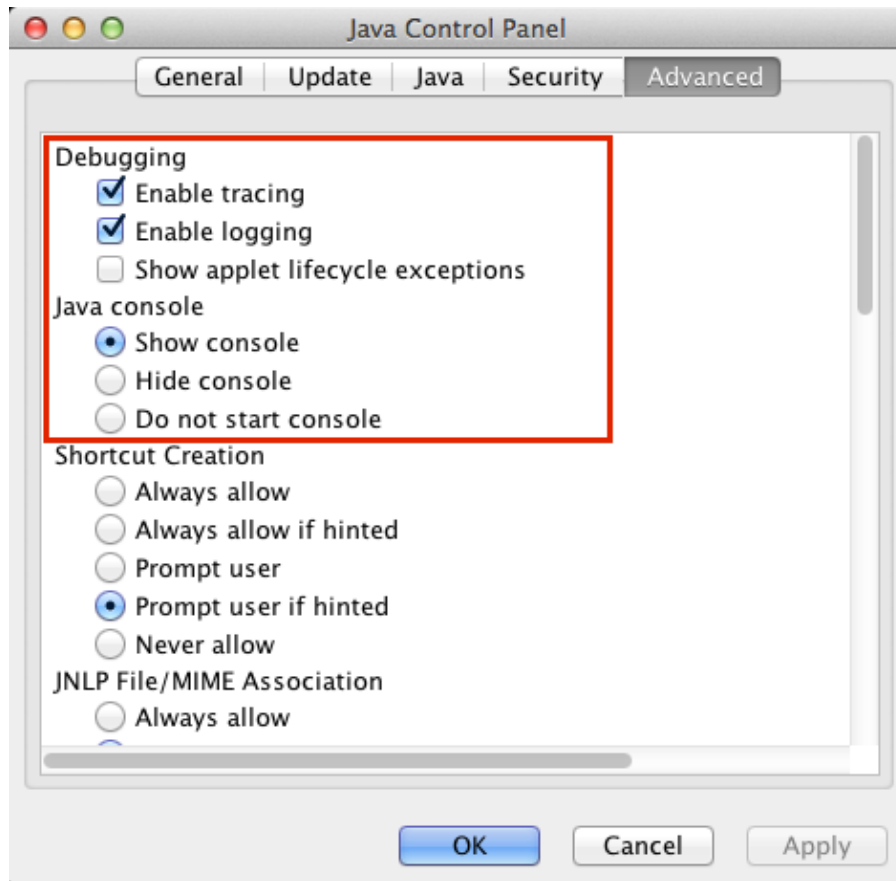 Java Control Panel
General Update Java Security Advanced
Debugging
Enable tracing
Enable logging
Show applet lifecycle exceptions
Java console
Show console
Hide console
Do not start console
Shortcut Creation
Always allow
Always allow if hinted
Prompt user
Prompt user if hinted
Never allow
JNLP File/MIME Association
Always allow
OK Cancel Apply